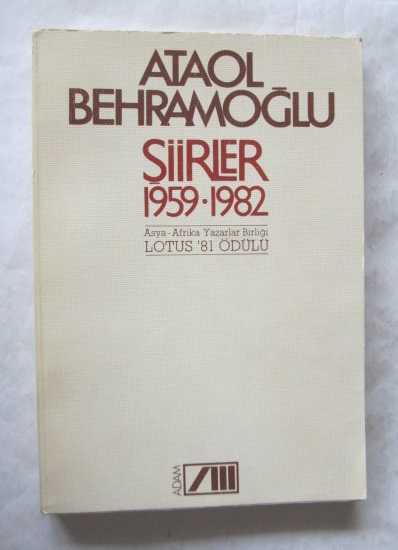 ATAOL
BEHRAMOĞLU
ŞİİRLER
1959·1982
Asya-Afrika Yazarlar Birliği
LOTUS '81 ÖDÜLÜ
ADAM